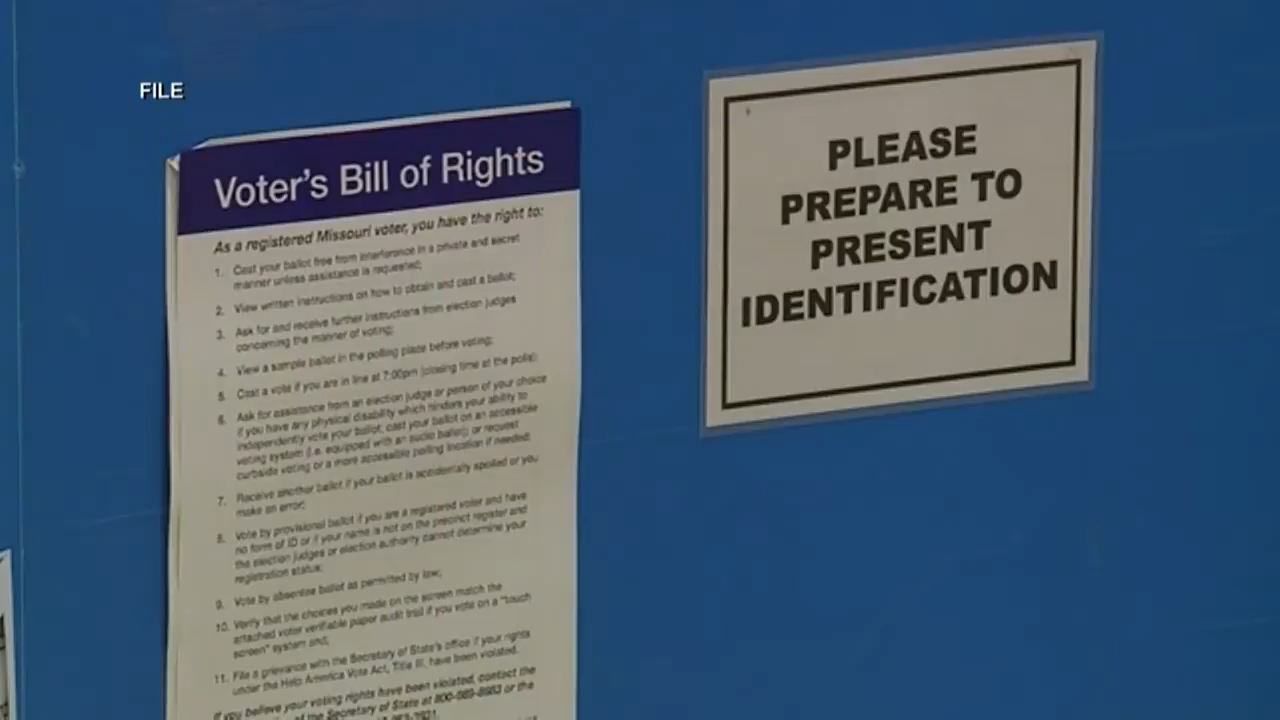 FILE
Voter's Bill of Rights
As a registered Missouri voter, you have the right to:
1. Cast your ballot free from interference in a private and secret
manner unless assistance is requested;
2. View written instructions on how to obtain and cast a ballot;
3. Ask for and receive further instructions from election judges
concerning the manner of voting;
4. View a sample ballot in the polling place before voting;
5. Cast a vote if you are in line at 7:00pm (closing time at the polls);
6. Ask for assistance from an election judge or person of your choice
if you have any physical disability which hinders your ability to
independently vote your ballot; cast your ballot on an accessible
voting system (i.e. equipped with an audio ballot); or request
curbside voting or a more accessible polling location if needed;
7. Receive another ballot if your ballot is accidentally spoiled or you
make an error;
8. Vote by provisional ballot if you are a registered voter and have
no form of ID or if your name is not on the precinct register and
the election judges or election authority cannot determine your
registration status;
9. Vote by absentee ballot as permitted by law;
10. Verify that the choices you made on the screen match the
attached voter verifiable paper audit trail if you vote on a "touch
screen" system and;
11. File a grievance with the Secretary of State's office if your rights
under the Help America Vote Act, Title III, have been violated.
If you believe your voting rights have been violated, contact the
of the Secretary of State at 800-669-8683 or the
PLEASE
PREPARE TO
PRESENT
IDENTIFICATION